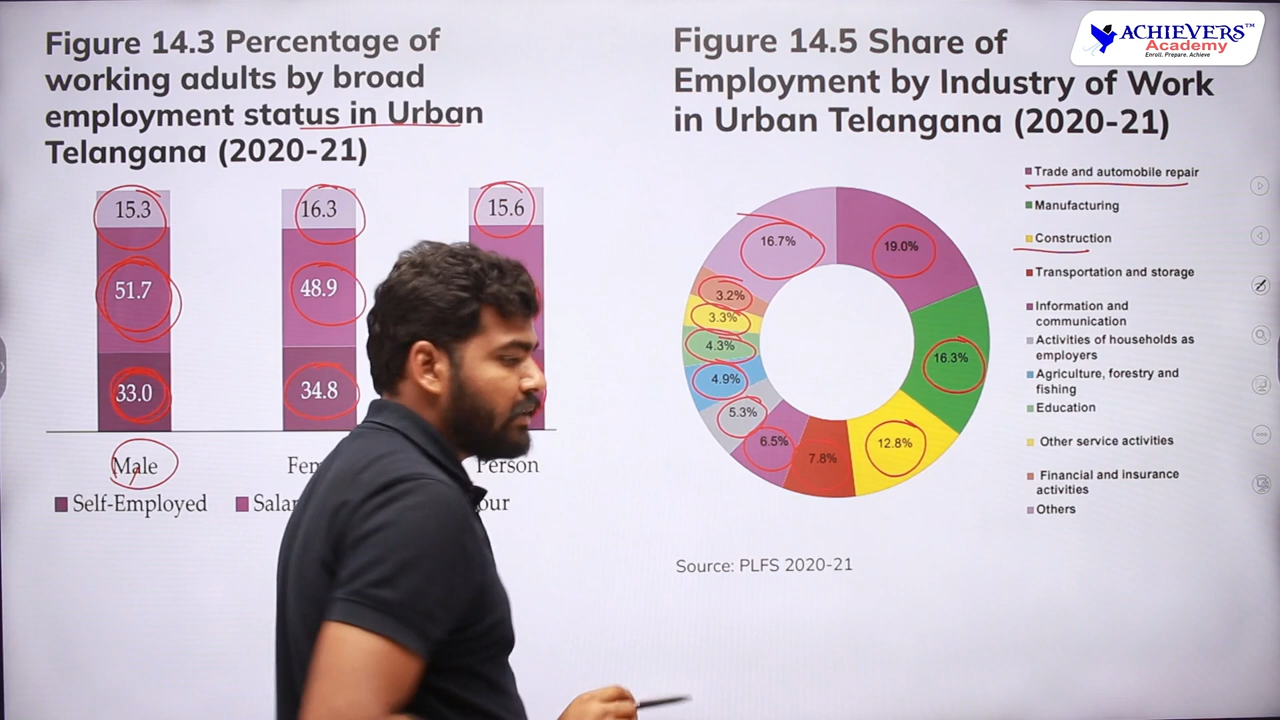 Figure 14.3 Percentage of
working adults by broad
employment status in Urban
Telangana (2020-21)
15.3
16.3
15.6
51.7
48.9
33.0
34.8
Male
Person
Self-Employed
Figure 14.5 Share of
Employment by Industry of Work
in Urban Telangana (2020-21)
16.7%
19.0%
3.2%
3.3%
4.3%
4.9%
5.3%
6.5%
7.8%
12.8%
16.3%
Trade and automobile repair
Manufacturing
Construction
Transportation and storage
Information and
communication
Activities of households as
employers
Agriculture, forestry and
fishing
Education
Other service activities
Financial and insurance
activities
Others
Source: PLFS 2020-21
ACHIEVERS™
Academy
Enroll. Prepare. Achieve